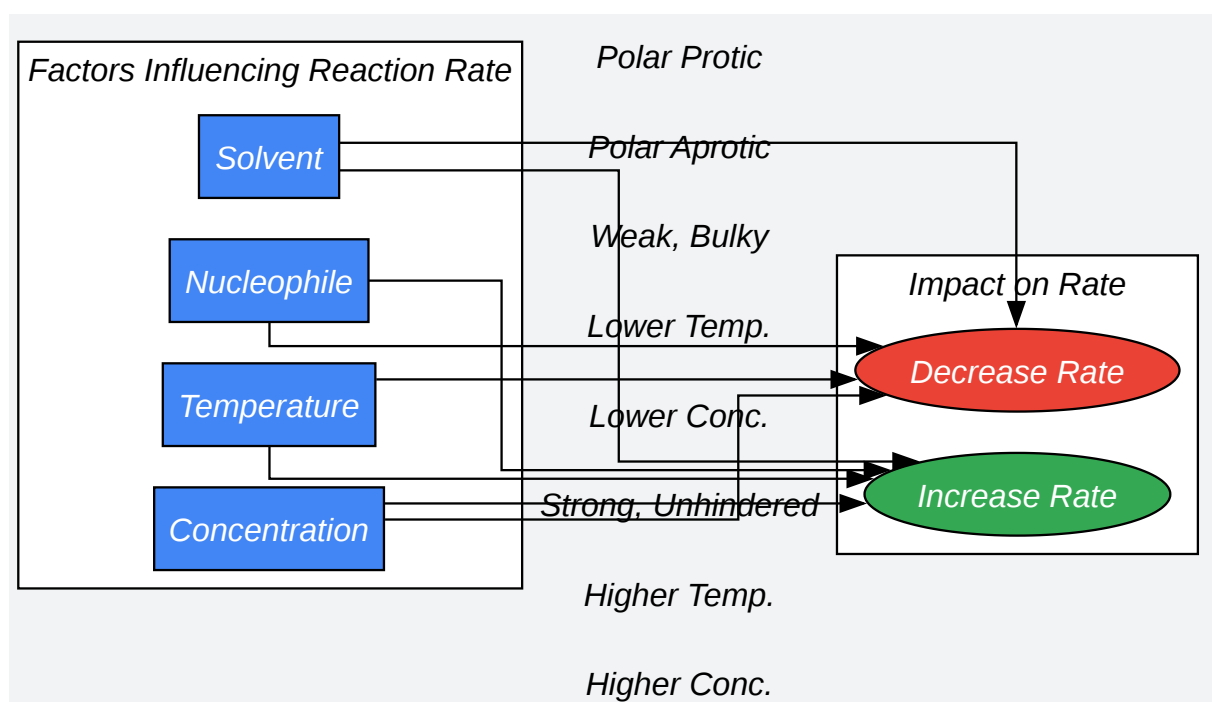 Factors Influencing Reaction Rate
Solvent
Nucleophile
Temperature
Concentration
Polar Protic
Polar Aprotic
Weak, Bulky
Lower Temp.
Lower Conc.
Strong, Unhindered
Higher Temp.
Higher Conc.
Impact on Rate
Decrease Rate
Increase Rate